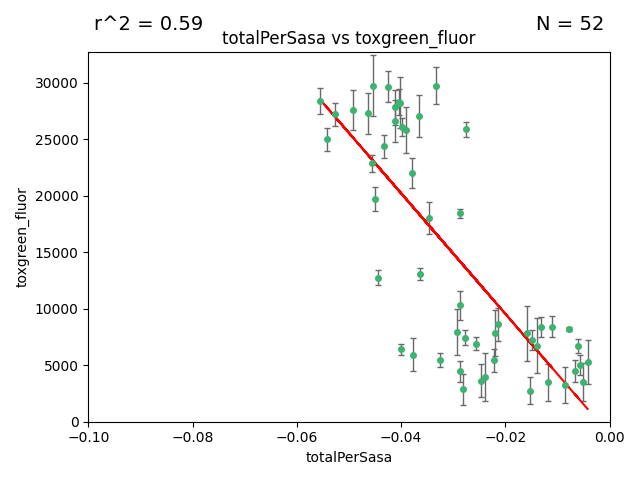 r^2 = 0.59
N = 52
totalPerSasa vs toxgreen_fluor
30000
25000
20000
15000
10000
5000
0
toxgreen_fluor
−0.10
−0.08
−0.06
−0.04
−0.02
0.00
totalPerSasa